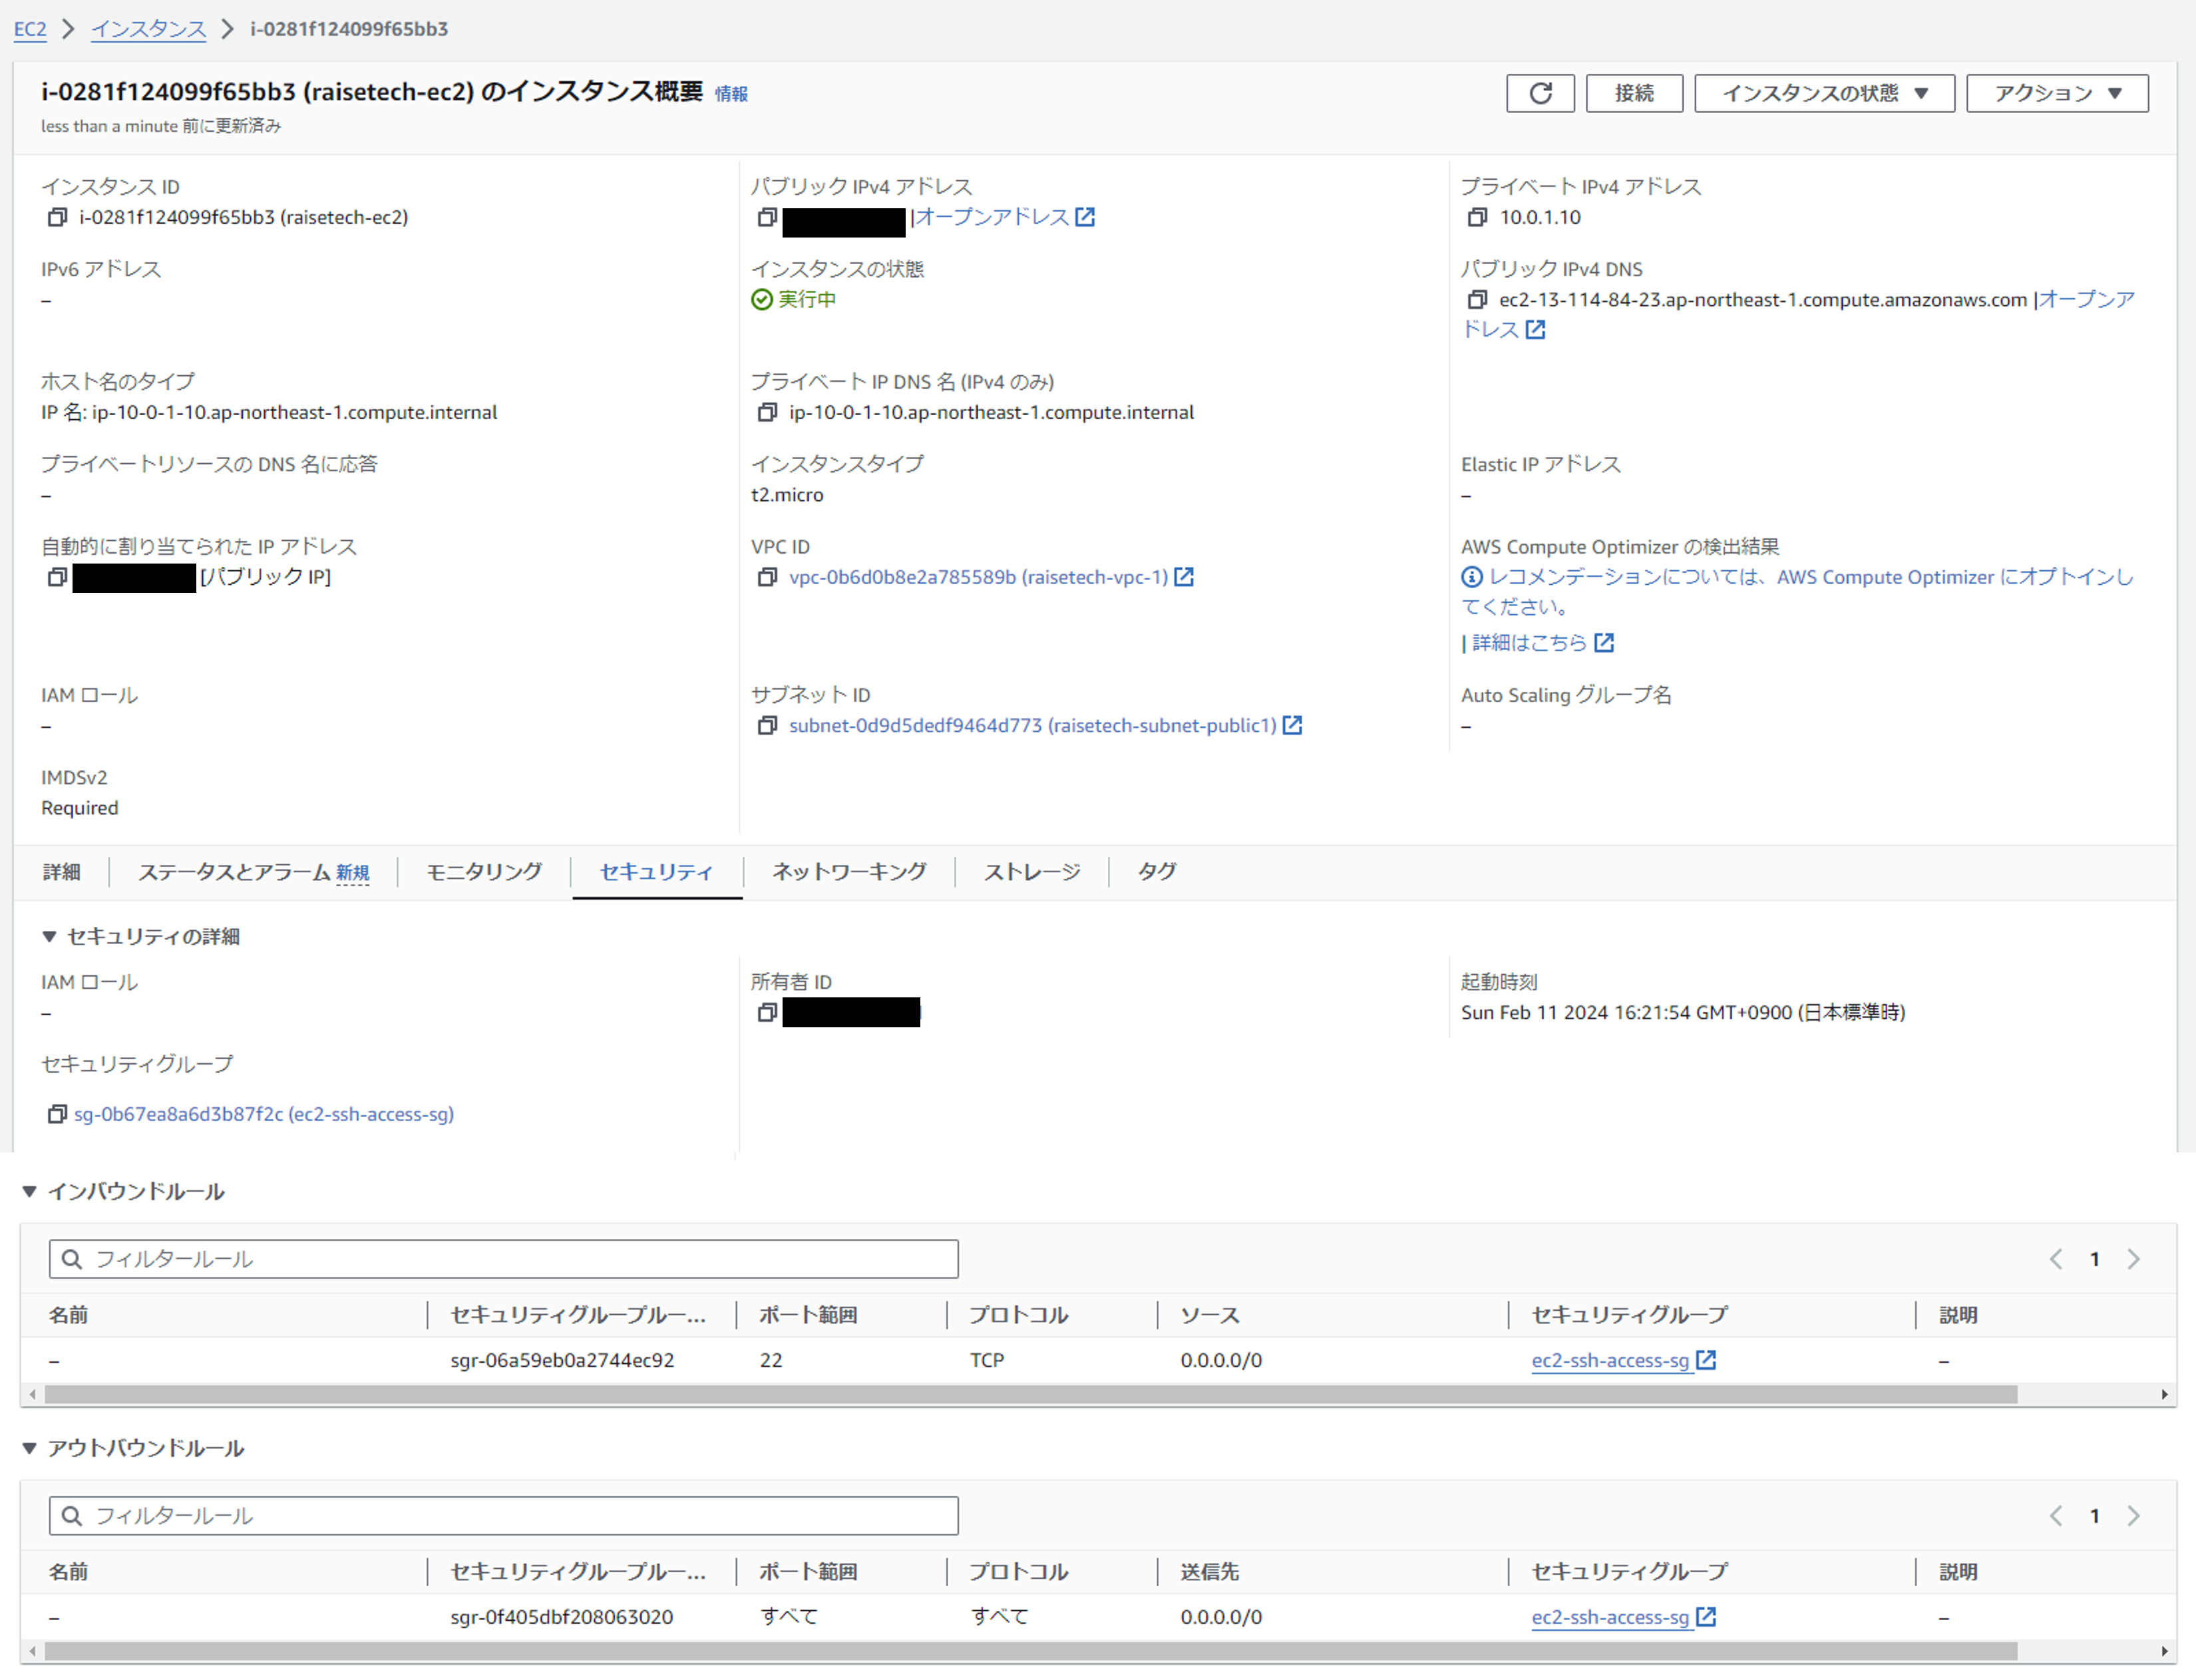 EC2 > インスタンス > i-0281f124099f65bb3
i-0281f124099f65bb3 (raisetech-ec2) のインスタンス概要 情報
less than a minute 前に更新済み
接続
インスタンスの状態 ▼
アクション ▼
インスタンス ID
i-0281f124099f65bb3 (raisetech-ec2)
パブリック IPv4 アドレス
|オープンアドレス
プライベート IPv4 アドレス
10.0.1.10
IPv6 アドレス
–
インスタンスの状態
実行中
パブリック IPv4 DNS
ec2-13-114-84-23.ap-northeast-1.compute.amazonaws.com |オープンア
ドレス
ホスト名のタイプ
IP 名: ip-10-0-1-10.ap-northeast-1.compute.internal
プライベート IP DNS 名 (IPv4 のみ)
ip-10-0-1-10.ap-northeast-1.compute.internal
プライベートリソースの DNS 名に応答
–
インスタンスタイプ
t2.micro
Elastic IP アドレス
–
自動的に割り当てられた IP アドレス
[パブリック IP]
VPC ID
vpc-0b6d0b8e2a785589b (raisetech-vpc-1)
AWS Compute Optimizer の検出結果
レコメンデーションについては、AWS Compute Optimizer にオプトインし
てください。
| 詳細はこちら
IAM ロール
–
サブネット ID
subnet-0d9d5dedf9464d773 (raisetech-subnet-public1)
Auto Scaling グループ名
–
IMDSv2
Required
詳細 ステータスとアラーム 新規 モニタリング セキュリティ ネットワーキング ストレージ タグ
▼ セキュリティの詳細
IAM ロール
–
所有者 ID
起動時刻
Sun Feb 11 2024 16:21:54 GMT+0900 (日本標準時)
セキュリティグループ
sg-0b67ea8a6d3b87f2c (ec2-ssh-access-sg)
▼ インバウンドルール
フィルタールール
1
名前 セキュリティグループルー... ポート範囲 プロトコル ソース セキュリティグループ 説明
– sgr-06a59eb0a2744ec92 22 TCP 0.0.0.0/0 ec2-ssh-access-sg –
▼ アウトバウンドルール
フィルタールール
1
名前 セキュリティグループルー... ポート範囲 プロトコル 送信先 セキュリティグループ 説明
– sgr-0f405dbf208063020 すべて すべて 0.0.0.0/0 ec2-ssh-access-sg –